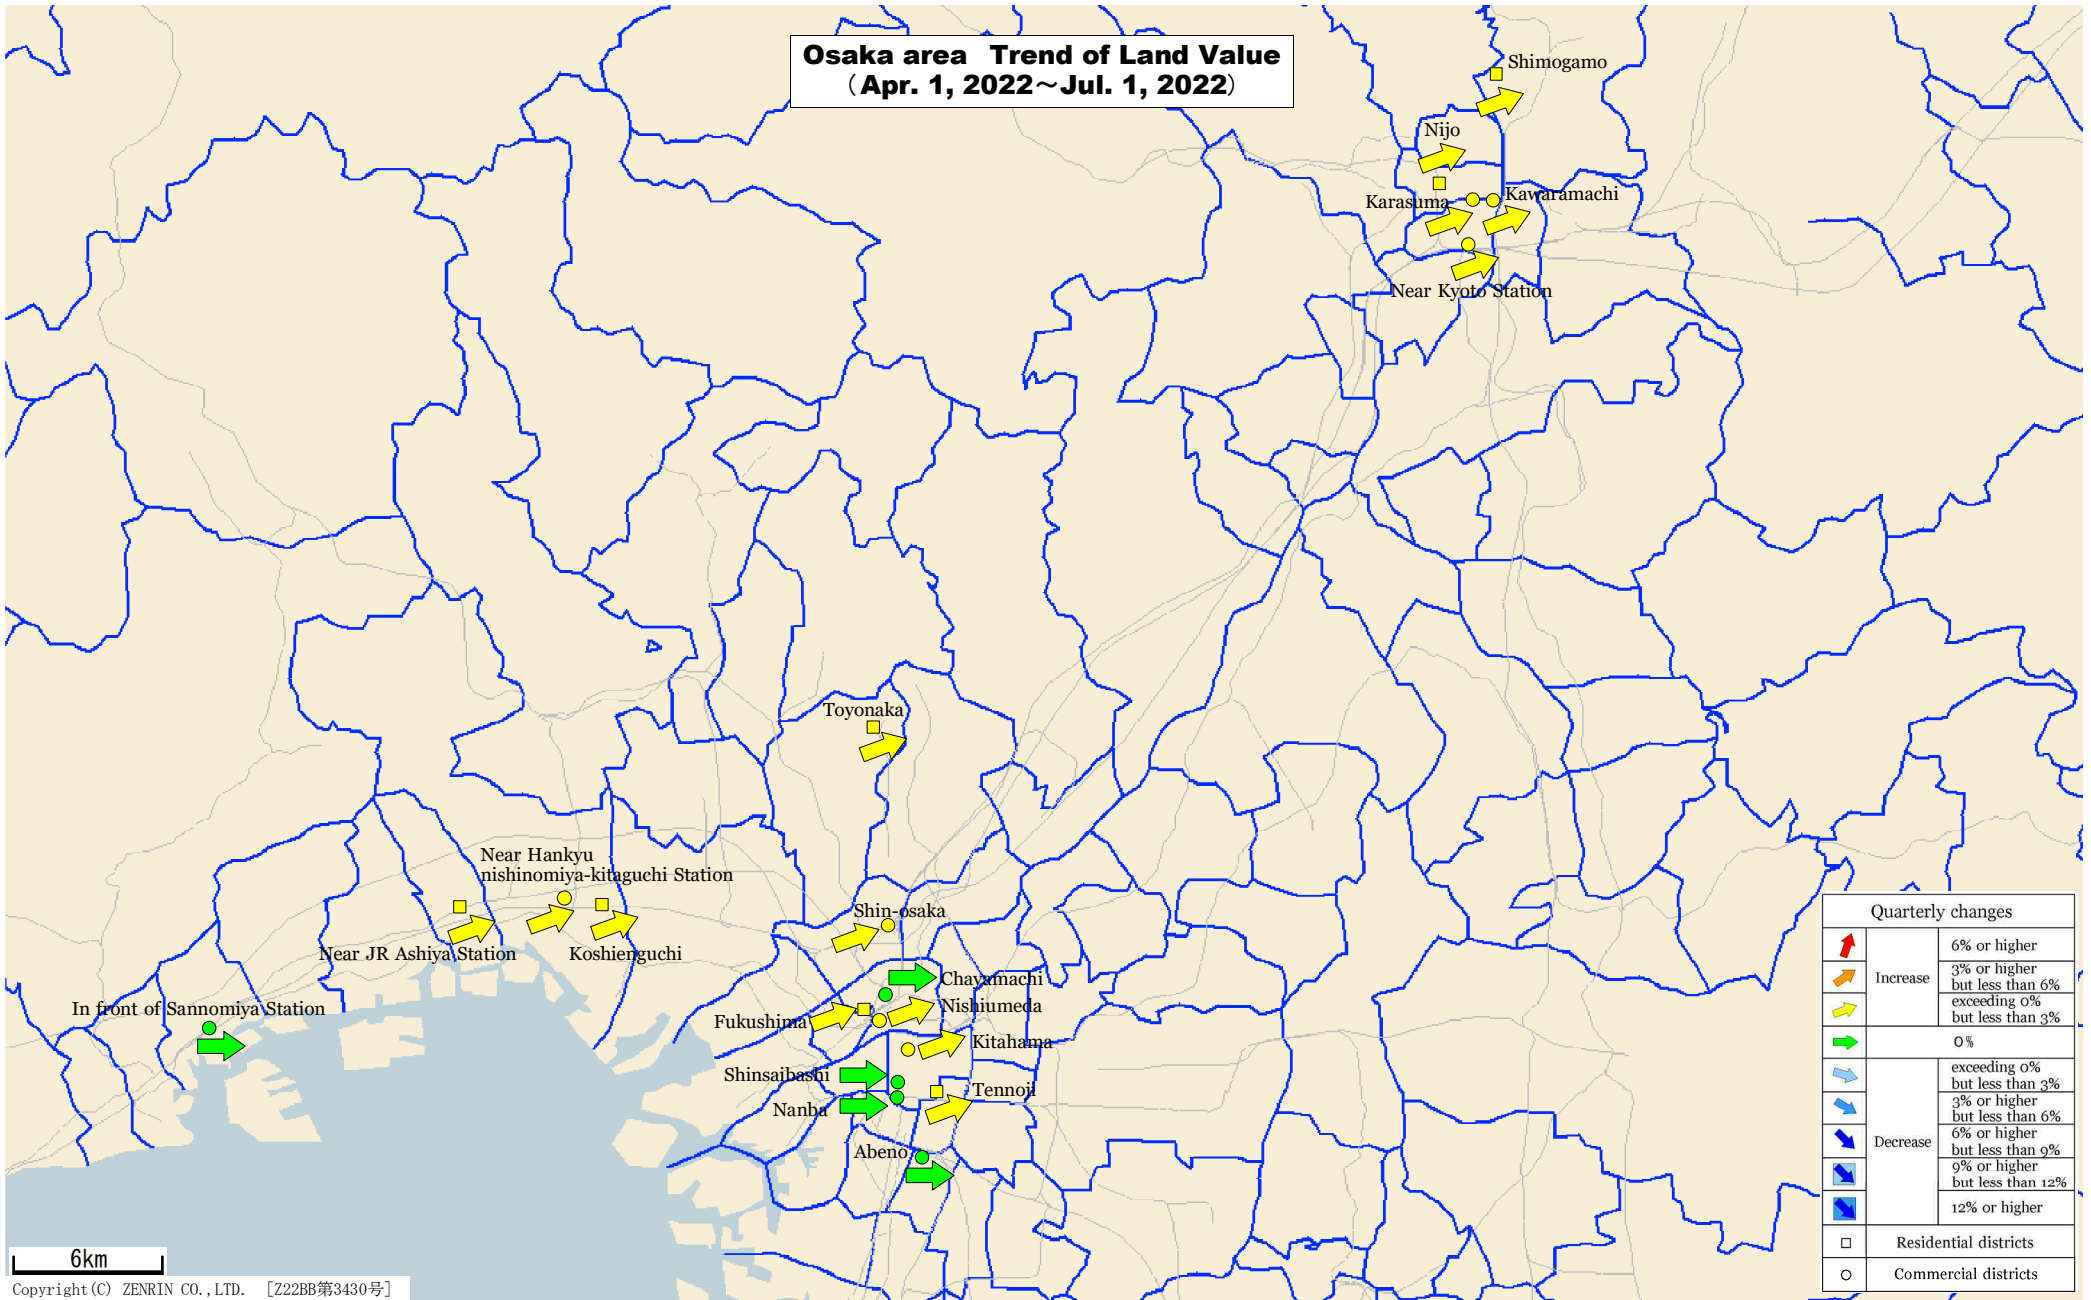 Osaka area Trend of Land Value
（Apr. 1, 2022～Jul. 1, 2022）
Shimogamo
Nijo
Karasuma
Kawaramachi
Near Kyoto Station
Toyonaka
Near Hankyu
nishinomiya-kitaguchi Station
Near JR Ashiya Station
Koshienguchi
In front of Sannomiya Station
Shin-osaka
Chayamachi
Nishiumeda
Fukushima
Kitahama
Shinsaibashi
Nanba
Tennoji
Abeno
Quarterly changes
Increase
6% or higher
3% or higher
but less than 6%
exceeding 0%
but less than 3%
0%
Decrease
exceeding 0%
but less than 3%
3% or higher
but less than 6%
6% or higher
but less than 9%
9% or higher
but less than 12%
12% or higher
Residential districts
Commercial districts
6km
Copyright(C) ZENRIN CO.,LTD. [Z22BB第3430号]